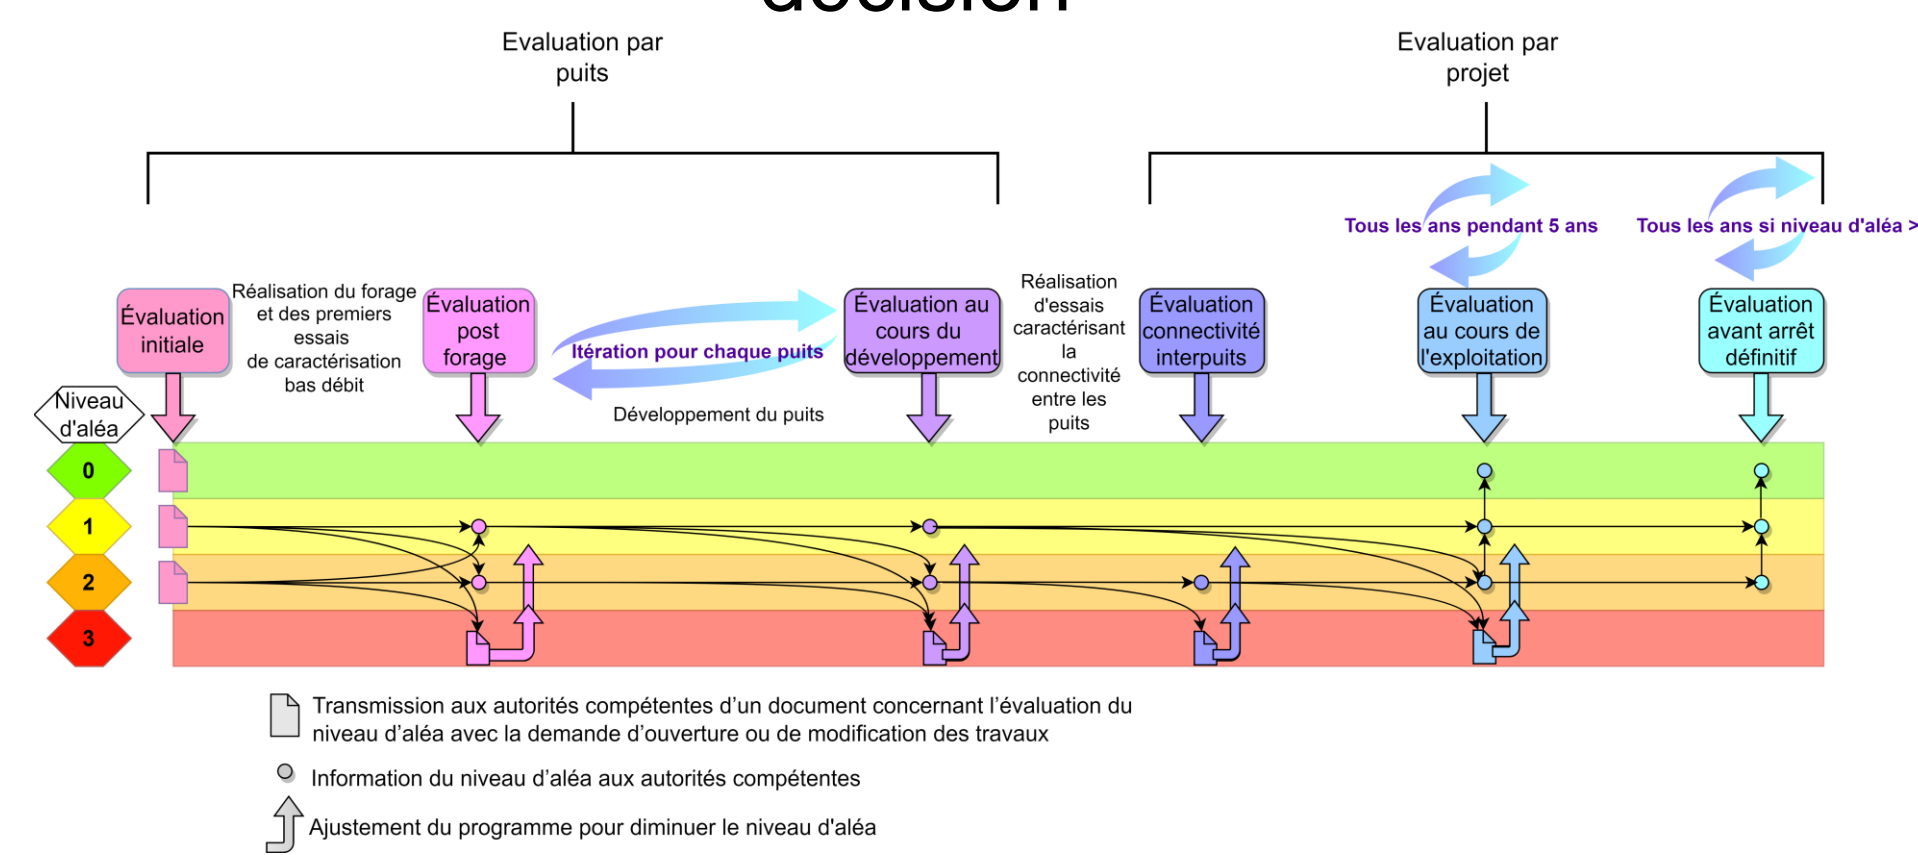 décision
Evaluation par
puits
Evaluation par
projet
Tous les ans pendant 5 ans
Tous les ans si niveau d'aléa >
Évaluation
initiale
Réalisation du forage
et des premiers
essais
de caractérisation
bas débit
Évaluation
post
forage
Itération pour chaque puits
Développement du puits
Évaluation au
cours du
développement
Réalisation
d'essais
caractérisant
la
connectivité
entre les
puits
Évaluation
connectivité
interpuits
Évaluation
au cours de
l'exploitation
Évaluation
avant arrêt
définitif
Niveau
d'aléa
0
1
2
3
Transmission aux autorités compétentes d’un document concernant l’évaluation du
niveau d’aléa avec la demande d’ouverture ou de modification des travaux
Information du niveau d’aléa aux autorités compétentes
Ajustement du programme pour diminuer le niveau d'aléa